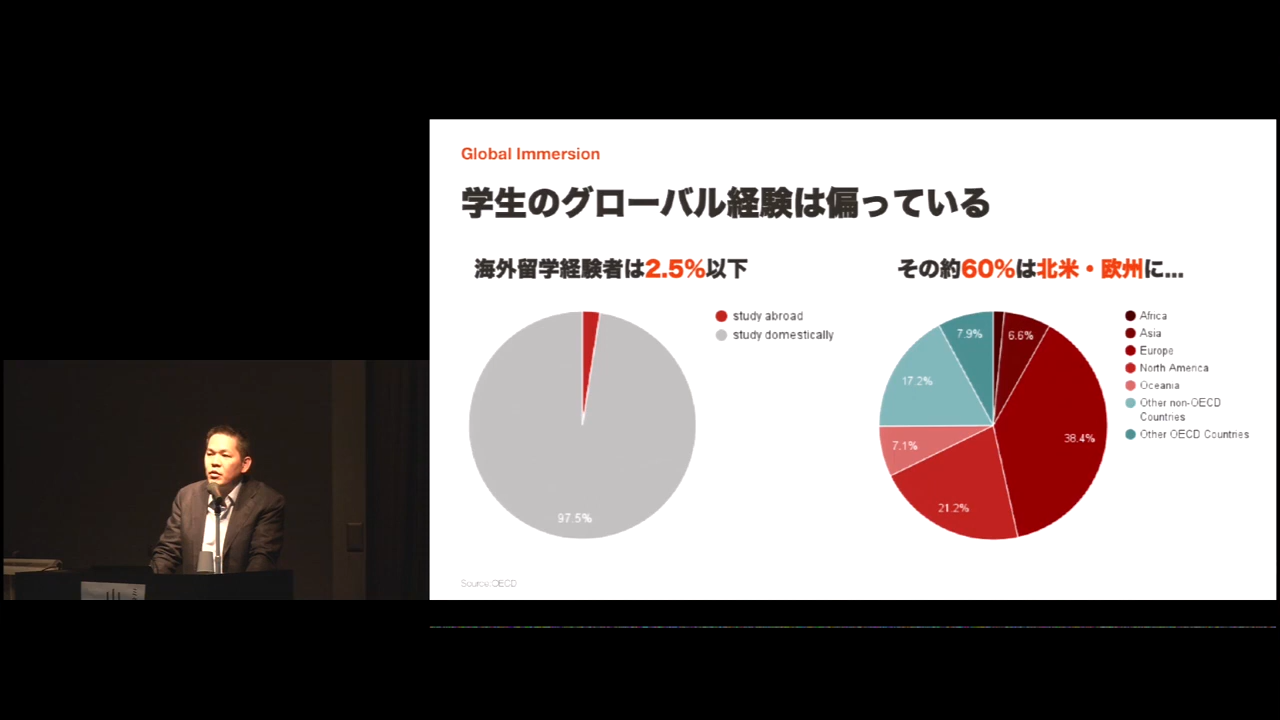 Global Immersion
学生のグローバル経験は偏っている
海外留学経験者は2.5%以下
study abroad
study domestically
97.5%
その約60%は北米・欧州に...
6.6%
38.4%
21.2%
7.1%
17.2%
7.9%
Africa
Asia
Europe
North America
Oceania
Other non-OECD
Countries
Other OECD Countries
Source:OECD